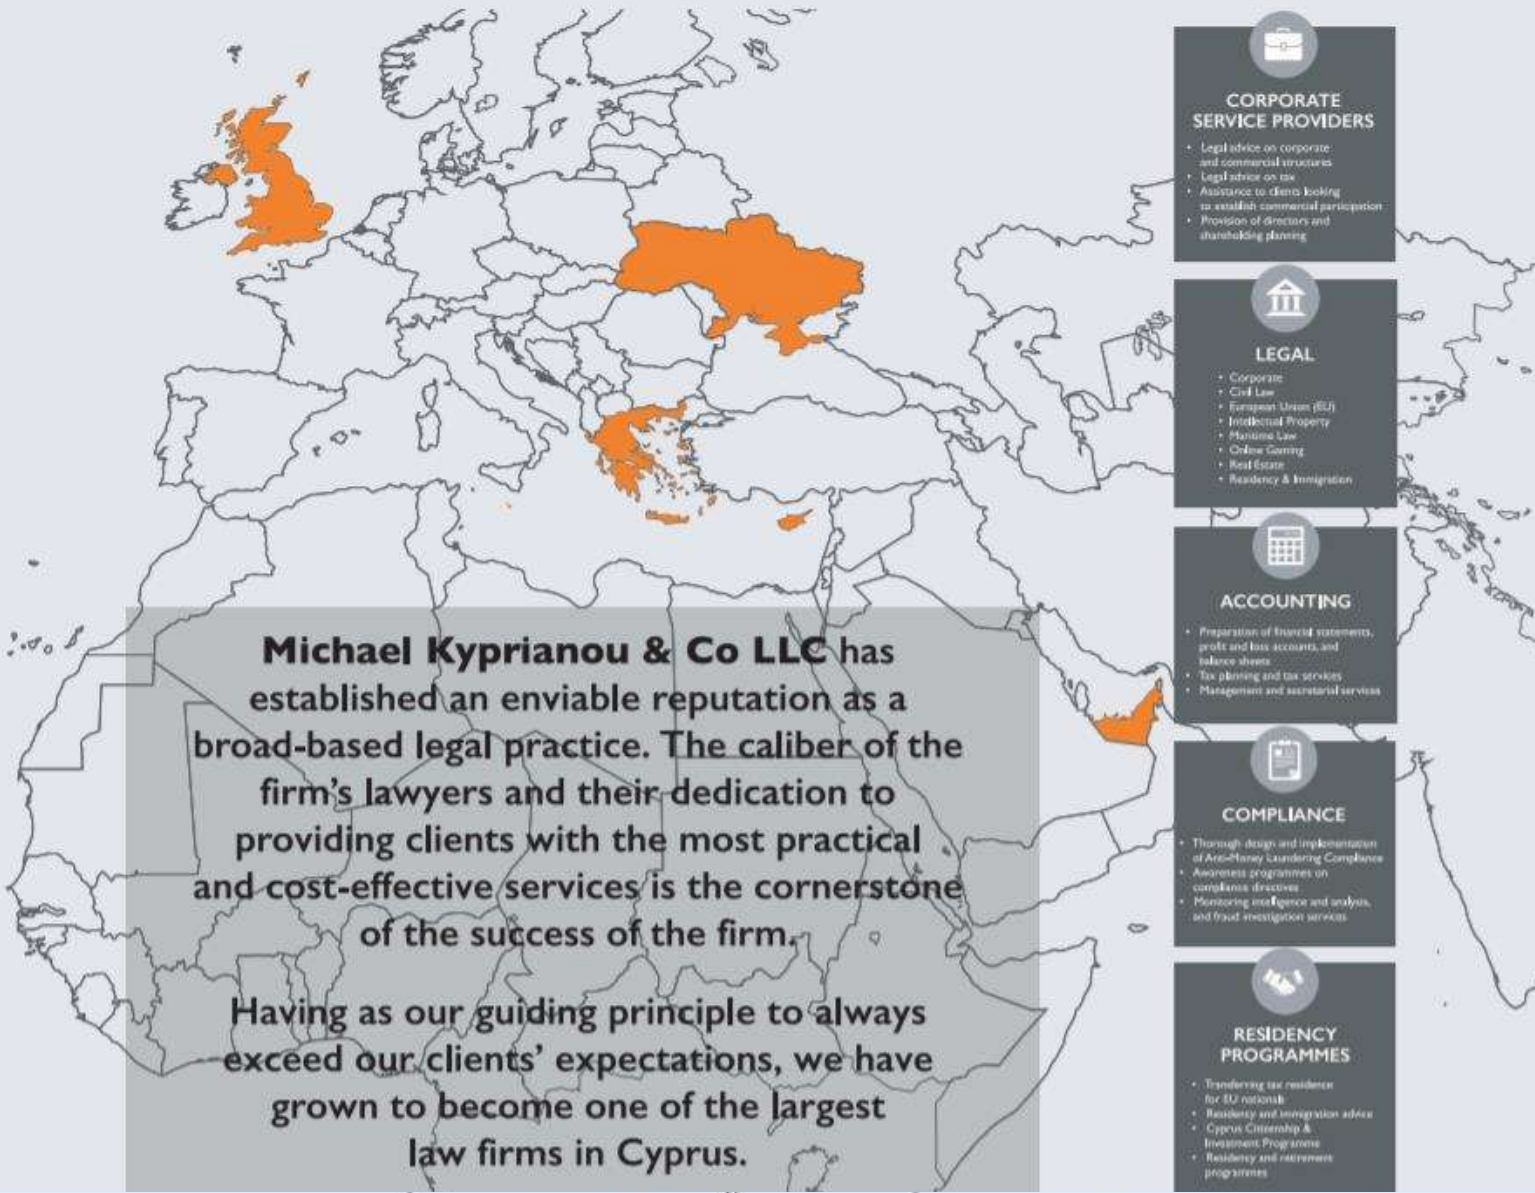 Michael Kyprianou & Co LLC has
established an enviable reputation as a
broad-based legal practice. The caliber of the
firm's lawyers and their dedication to
providing clients with the most practical
and cost-effective services is the cornerstone
of the success of the firm.
Having as our guiding principle to always
exceed our clients' expectations, we have
grown to become one of the largest
law firms in Cyprus.
CORPORATE
SERVICE PROVIDERS
• Legal advice on corporate
and commercial structures
• Legal advice on tax
• Assistance to clients looking
to establish commercial participation
• Provision of directors and
shareholding planning
LEGAL
• Corporate
• Civil Law
• European Union (EU)
• Intellectual Property
• Maritime Law
• Online Gaming
• Real Estate
• Residency & Immigration
ACCOUNTING
• Preparation of financial statements,
profit and loss accounts, and
balance sheets
• Tax planning and tax services
• Management and secretarial services
COMPLIANCE
• Thorough design and implementation
of Anti-Money Laundering Compliance
• Awareness programmes on
compliance directives
• Monitoring intelligence and analysis,
and fraud investigation services
RESIDENCY
PROGRAMMES
• Transferring tax residence
for EU nationals
• Residency and immigration advice
• Cyprus Citizenship &
Investment Programme
• Residency and retirement
programmes